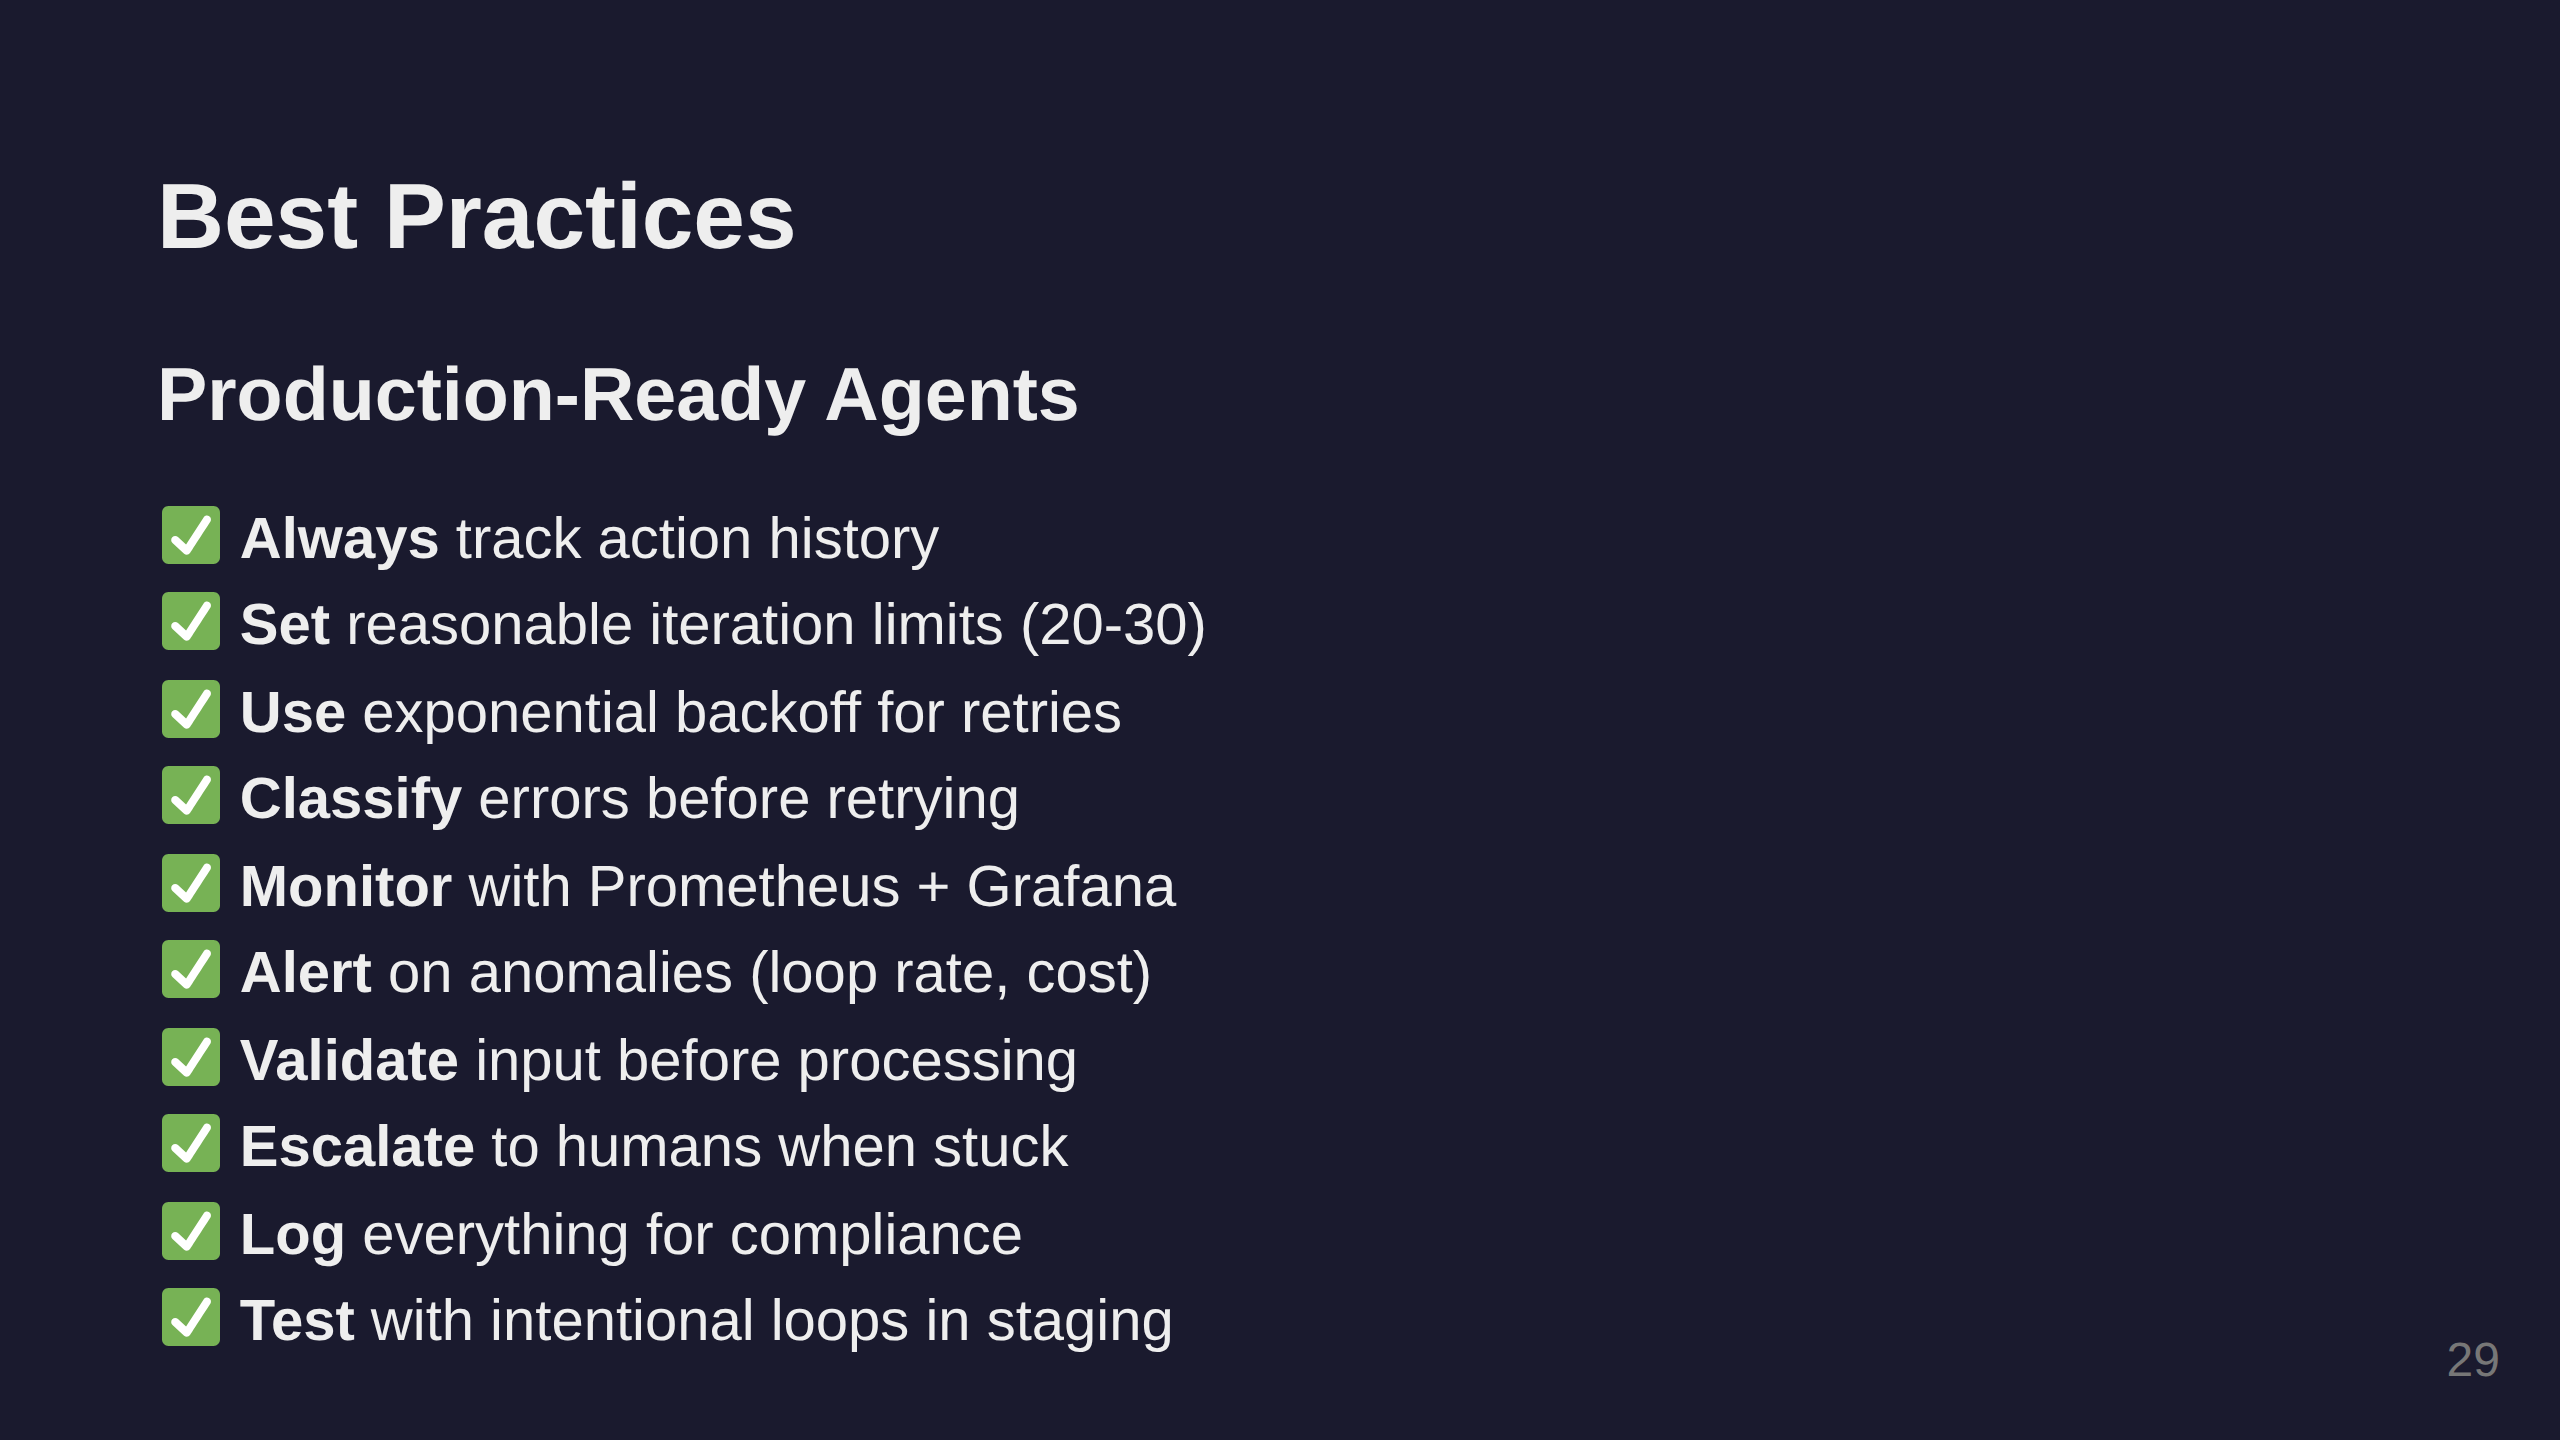 Best Practices
Production-Ready Agents
✅ Always track action history
✅ Set reasonable iteration limits (20-30)
✅ Use exponential backoff for retries
✅ Classify errors before retrying
✅ Monitor with Prometheus + Grafana
✅ Alert on anomalies (loop rate, cost)
✅ Validate input before processing
✅ Escalate to humans when stuck
✅ Log everything for compliance
✅ Test with intentional loops in staging
29